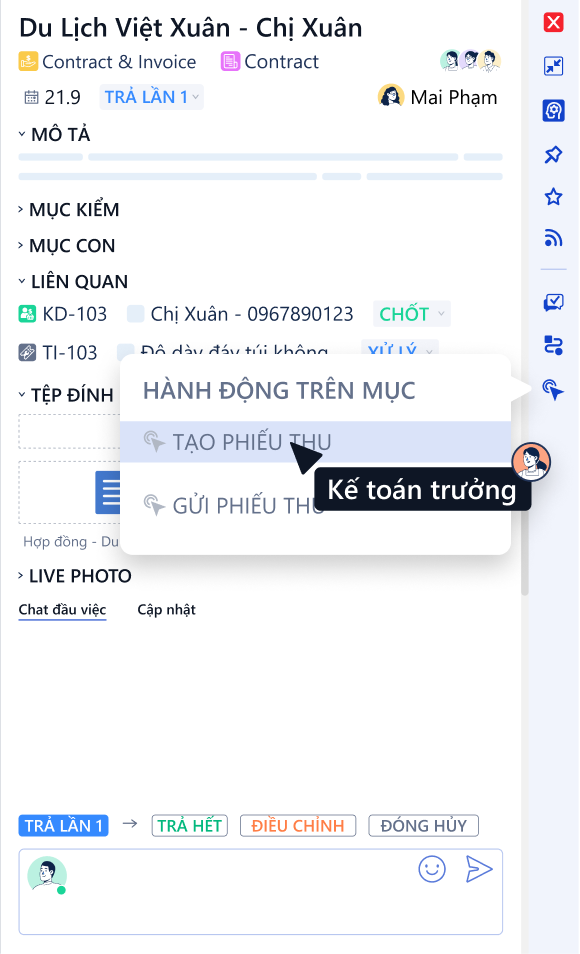 Du Lịch Việt Xuân - Chị Xuân
Contract & Invoice Contract
21.9 TRẢ LẦN 1 Mai Phạm
MÔ TẢ
MỤC KIỂM
MỤC CON
LIÊN QUAN
KD-103 Chị Xuân - 0967890123 CHỐT
TI-103 Độ dày đáy túi không XỬ LÝ
TỆP ĐÍNH
HÀNH ĐỘNG TRÊN MỤC
TẠO PHIẾU THU
Kế toán trưởng
GỬI PHIẾU THU
Hợp đồng - Du
LIVE PHOTO
Chat đầu việc Cập nhật
TRẢ LẦN 1 → TRẢ HẾT ĐIỀU CHỈNH ĐÓNG HỦY